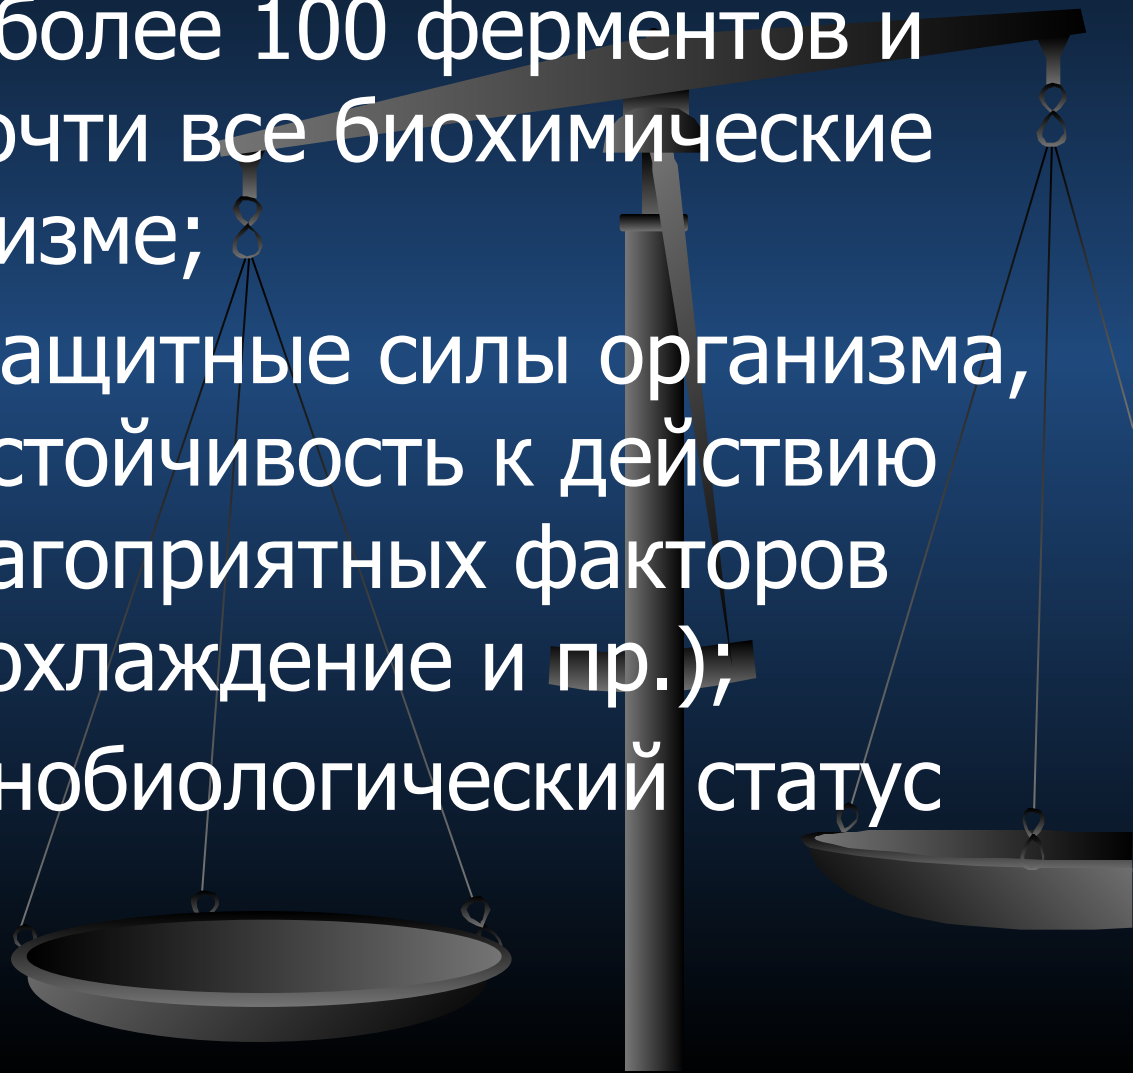 более 100 ферментов и
очти все биохимические
изме;
ащитные силы организма,
стойчивость к действию
агоприятных факторов
охлаждение и пр.);
нобиологический статус